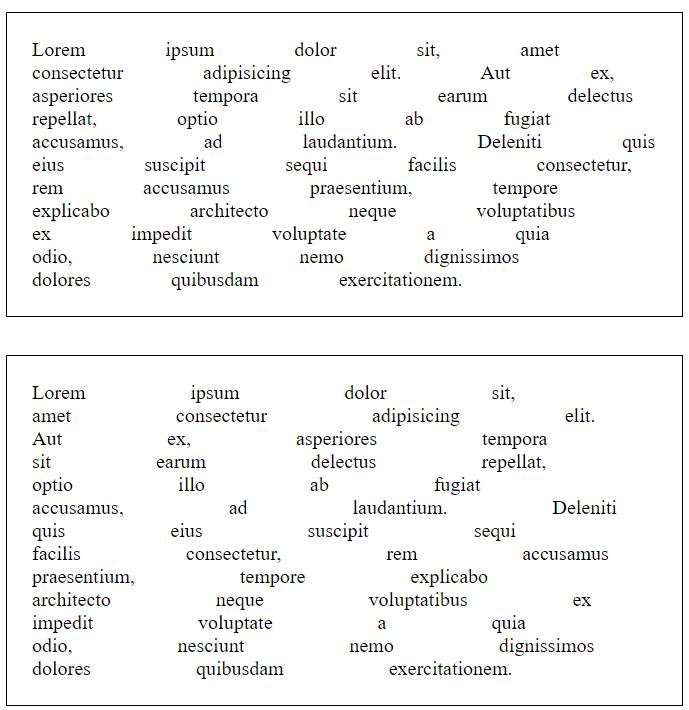 Lorem ipsum dolor sit, amet
consectetur adipisicing elit. Aut ex,
asperiores tempora sit earum delectus
repellat, optio illo ab fugiat
accusamus, ad laudantium. Deleniti quis
eius suscipit sequi facilis consectetur,
rem accusamus praesentium, tempore
explicabo architecto neque voluptatibus
ex impedit voluptate a quia
odio, nesciunt nemo dignissimos
dolores quibusdam exercitationem.
Lorem ipsum dolor sit,
amet consectetur adipisicing elit.
Aut ex, asperiores tempora
sit earum delectus repellat,
optio illo ab fugiat
accusamus, ad laudantium. Deleniti
quis eius suscipit sequi
facilis consectetur, rem accusamus
praesentium, tempore explicabo
architecto neque voluptatibus ex
impedit voluptate a quia
odio, nesciunt nemo dignissimos
dolores quibusdam exercitationem.